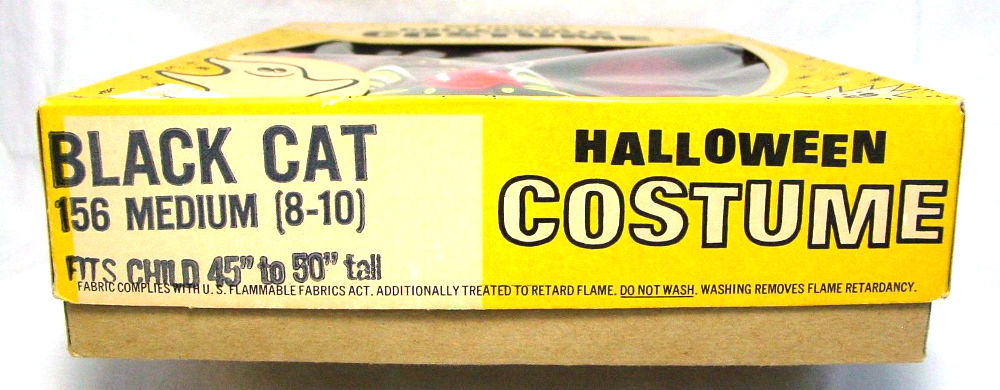 COSTUME
BLACK CAT
156 MEDIUM (8-10)
FITS CHILD 45” to 50” tall
HALLOWEEN
COSTUME
FABRIC COMPLIES WITH U.S. FLAMMABLE FABRICS ACT. ADDITIONALLY TREATED TO RETARD FLAME. DO NOT WASH. WASHING REMOVES FLAME RETARDANCY.